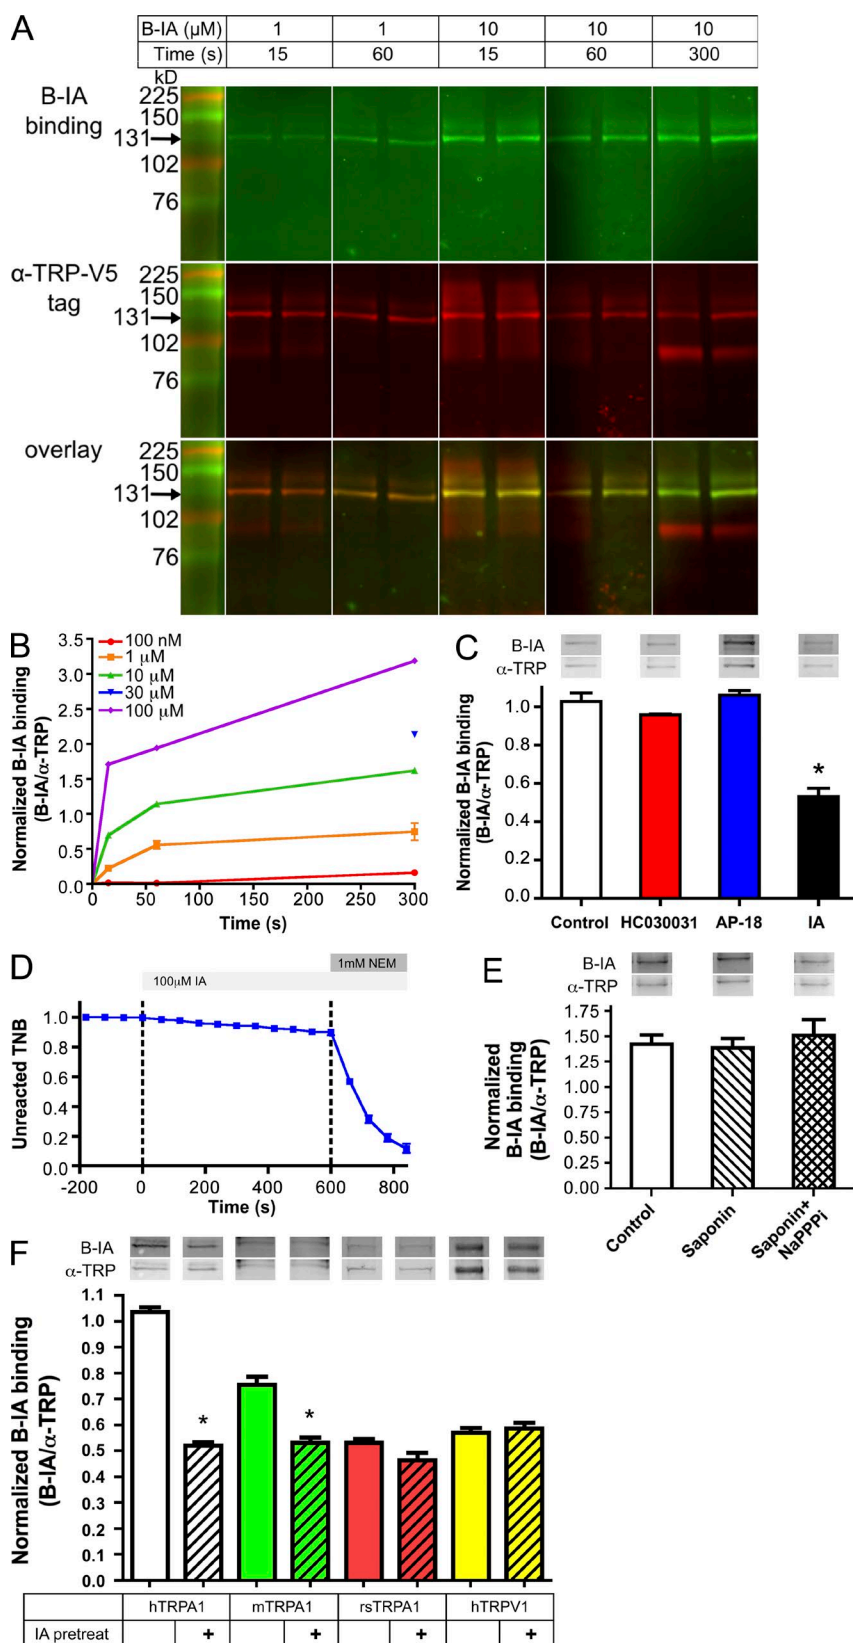 A
B-IA (μM) 1 1 10 10 10
Time (s) 15 60 15 60 300
kD
B-IA binding
225
150
131
102
76
α-TRP-V5 tag
225
150
131
102
76
overlay
225
150
131
102
76
B
Normalized B-IA binding
(B-IA/α-TRP)
3.5
3.0
2.5
2.0
1.5
1.0
0.5
0.0
100 nM
1 μM
10 μM
30 μM
100 μM
0 50 100 150 200 250 300
Time (s)
C
B-IA
α-TRP
Normalized B-IA binding
(B-IA/α-TRP)
1.0
0.8
0.6
0.4
0.2
0.0
*
Control HC030031 AP-18 IA
D
1mM NEM
100μM IA
Unreacted TNB
1.0
0.8
0.6
0.4
0.2
0.0
-200 0 200 400 600 800
Time (s)
E
B-IA
α-TRP
Normalized
B-IA binding
(B-IA/α-TRP)
1.75
1.50
1.25
1.00
0.75
0.50
0.25
0.00
Control
Saponin
Saponin+
NaPPPi
F
B-IA
α-TRP
Normalized B-IA binding
(B-IA/α-TRP)
1.1
1.0
0.9
0.8
0.7
0.6
0.5
0.4
0.3
0.2
0.1
0.0
* *
hTRPA1 mTRPA1 rsTRPA1 hTRPV1
IA pretreat + + + +